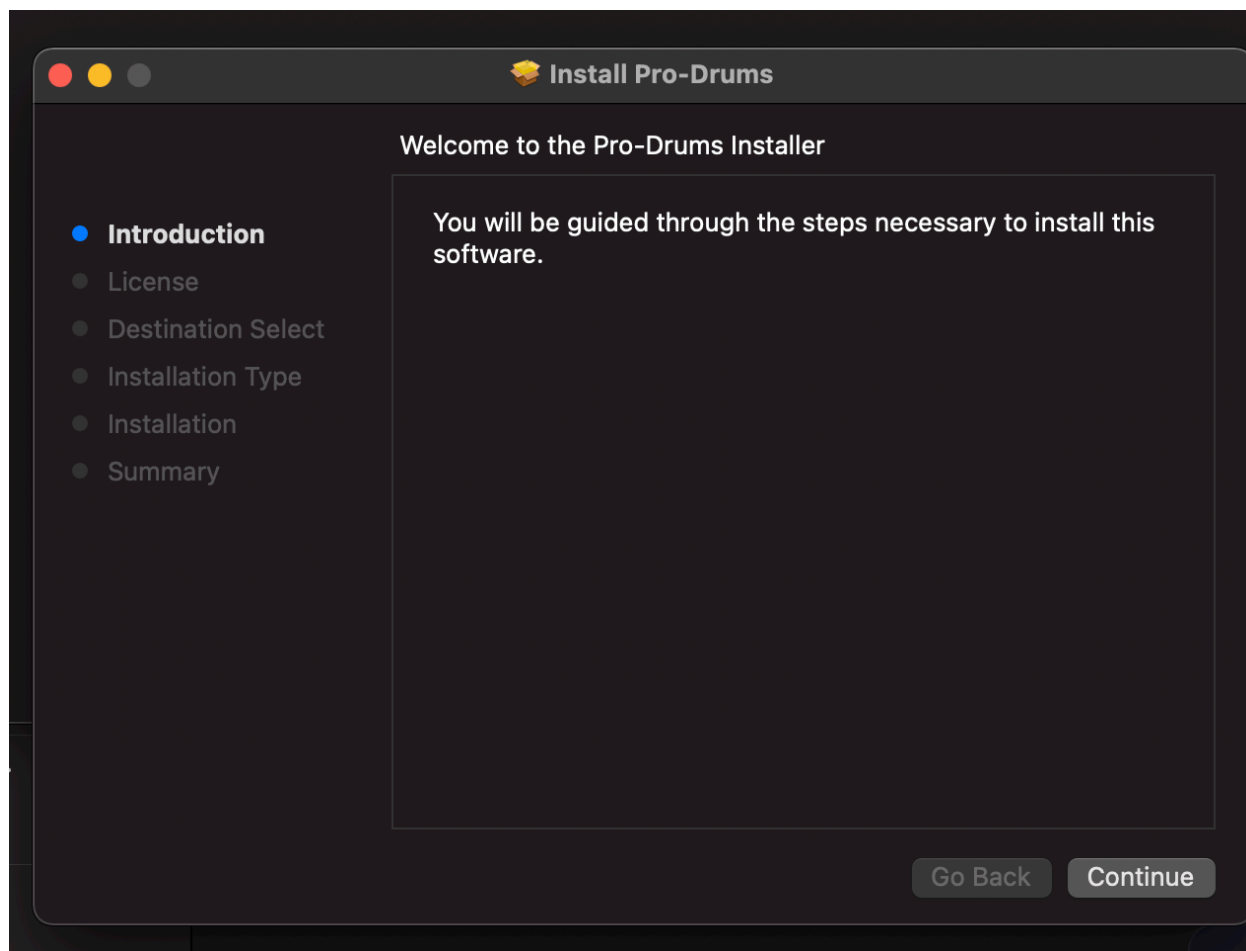 Install Pro-Drums
Welcome to the Pro-Drums Installer
Introduction
License
Destination Select
Installation Type
Installation
Summary
You will be guided through the steps necessary to install this
software.
Go Back
Continue